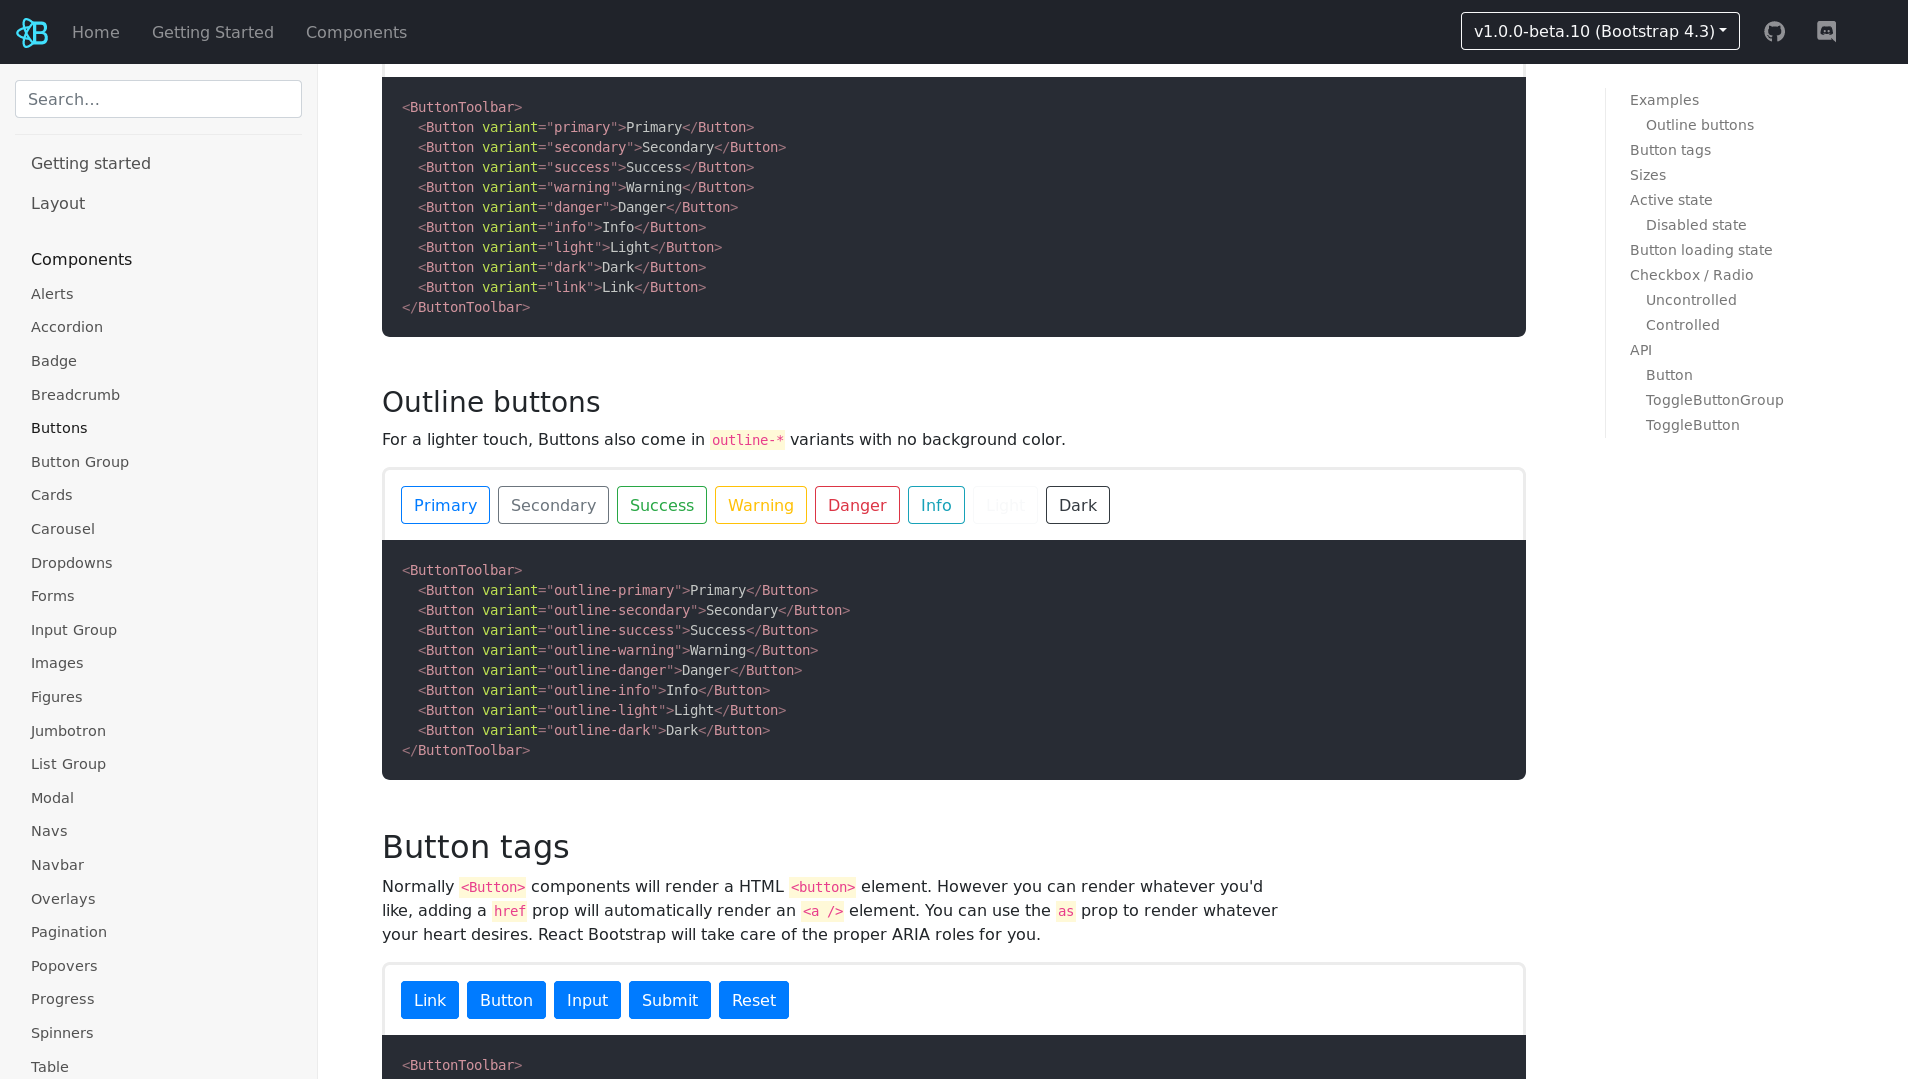 Home
Getting Started
Components
v1.0.0-beta.10 (Bootstrap 4.3)
Search…
Getting started
Layout
Components
Alerts
Accordion
Badge
Breadcrumb
Buttons
Button Group
Cards
Carousel
Dropdowns
Forms
Input Group
Images
Figures
Jumbotron
List Group
Modal
Navs
Navbar
Overlays
Pagination
Popovers
Progress
Spinners
Table
<ButtonToolbar>
  <Button variant="primary">Primary</Button>
  <Button variant="secondary">Secondary</Button>
  <Button variant="success">Success</Button>
  <Button variant="warning">Warning</Button>
  <Button variant="danger">Danger</Button>
  <Button variant="info">Info</Button>
  <Button variant="light">Light</Button>
  <Button variant="dark">Dark</Button>
  <Button variant="link">Link</Button>
</ButtonToolbar>
Outline buttons
For a lighter touch, Buttons also come in outline-* variants with no background color.
Primary Secondary Success Warning Danger Info Light Dark
<ButtonToolbar>
  <Button variant="outline-primary">Primary</Button>
  <Button variant="outline-secondary">Secondary</Button>
  <Button variant="outline-success">Success</Button>
  <Button variant="outline-warning">Warning</Button>
  <Button variant="outline-danger">Danger</Button>
  <Button variant="outline-info">Info</Button>
  <Button variant="outline-light">Light</Button>
  <Button variant="outline-dark">Dark</Button>
</ButtonToolbar>
Button tags
Normally <Button> components will render a HTML <button> element. However you can render whatever you'd
like, adding a href prop will automatically render an <a /> element. You can use the as prop to render whatever
your heart desires. React Bootstrap will take care of the proper ARIA roles for you.
Link Button Input Submit Reset
<ButtonToolbar>
Examples
Outline buttons
Button tags
Sizes
Active state
Disabled state
Button loading state
Checkbox / Radio
Uncontrolled
Controlled
API
Button
ToggleButtonGroup
ToggleButton